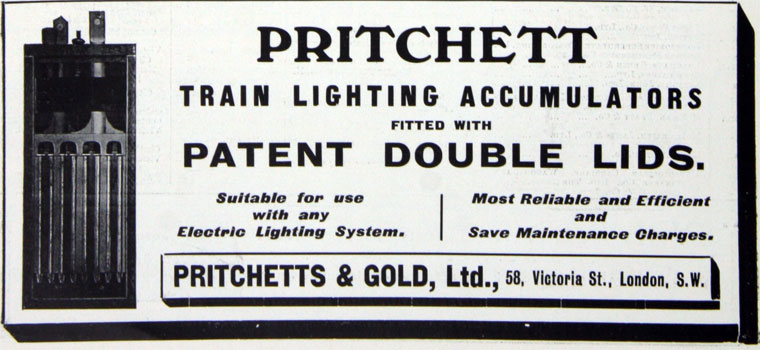 PRITCHETT
TRAIN LIGHTING ACCUMULATORS
FITTED WITH
PATENT DOUBLE LIDS.
Suitable for use
with any
Electric Lighting System.
Most Reliable and Efficient
and
Save Maintenance Charges.
PRITCHETTS & GOLD, Ltd., 58, Victoria St., London, S.W.